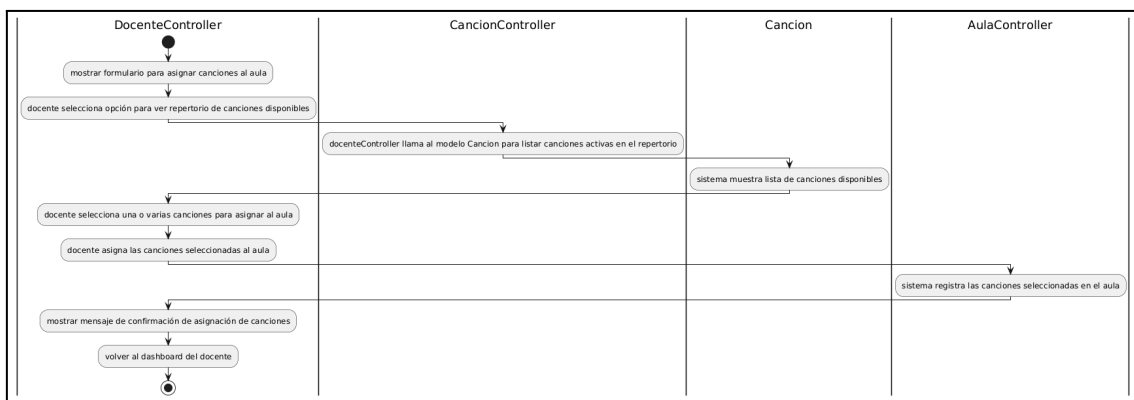 DocenteController
CancionController
Cancion
AulaController
mostrar formulario para asignar canciones al aula
docente selecciona opción para ver repertorio de canciones disponibles
docenteController llama al modelo Cancion para listar canciones activas en el repertorio
sistema muestra lista de canciones disponibles
docente selecciona una o varias canciones para asignar al aula
docente asigna las canciones seleccionadas al aula
sistema registra las canciones seleccionadas en el aula
mostrar mensaje de confirmación de asignación de canciones
volver al dashboard del docente